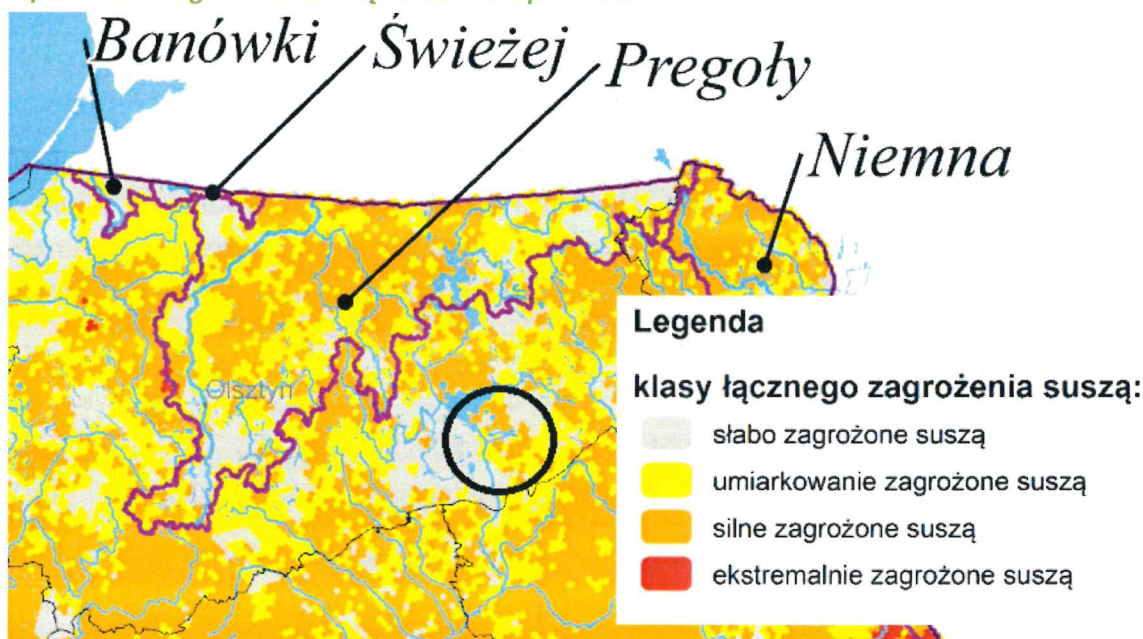 Banówki
Świeżej
Pregoły
Niemna
Olsztyn
Legenda
klasy łącznego zagrożenia suszą:
słabo zagrożone suszą
umiarkowanie zagrożone suszą
silne zagrożone suszą
ekstremalnie zagrożone suszą